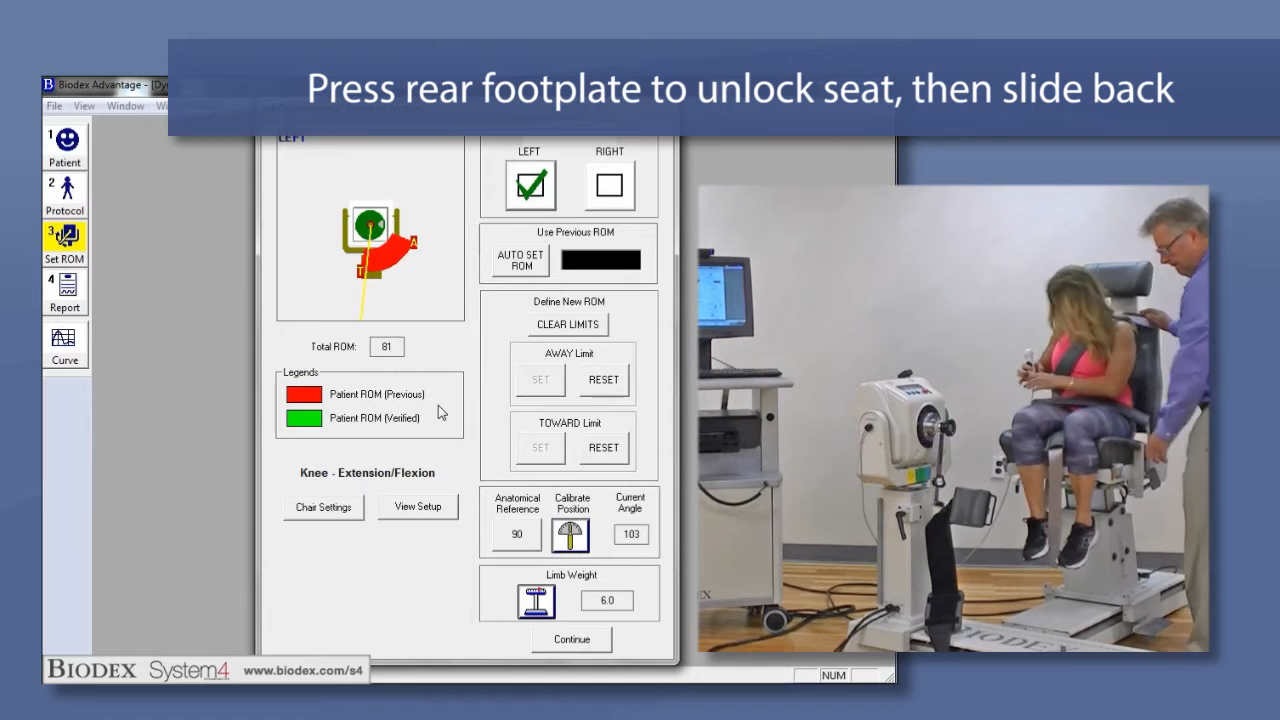 Press rear footplate to unlock seat, then slide back
Biodex Advantage - [Dy
File View Window Wi
1
Patient
2
Protocol
3
Set ROM
4
Report
Curve
LEFT
A
T
Total ROM: 81
Legends
Patient ROM (Previous)
Patient ROM (Verified)
Knee - Extension/Flexion
Chair Settings
View Setup
LEFT RIGHT
Use Previous ROM
AUTO SET
ROM
Define New ROM
CLEAR LIMITS
AWAY Limit
SET RESET
TOWARD Limit
SET RESET
Anatomical Reference
Calibrate Position
Current Angle
90
103
Limb Weight
6.0
Continue
BIODEX System4 www.biodex.com/s4
NUM
BIODEX